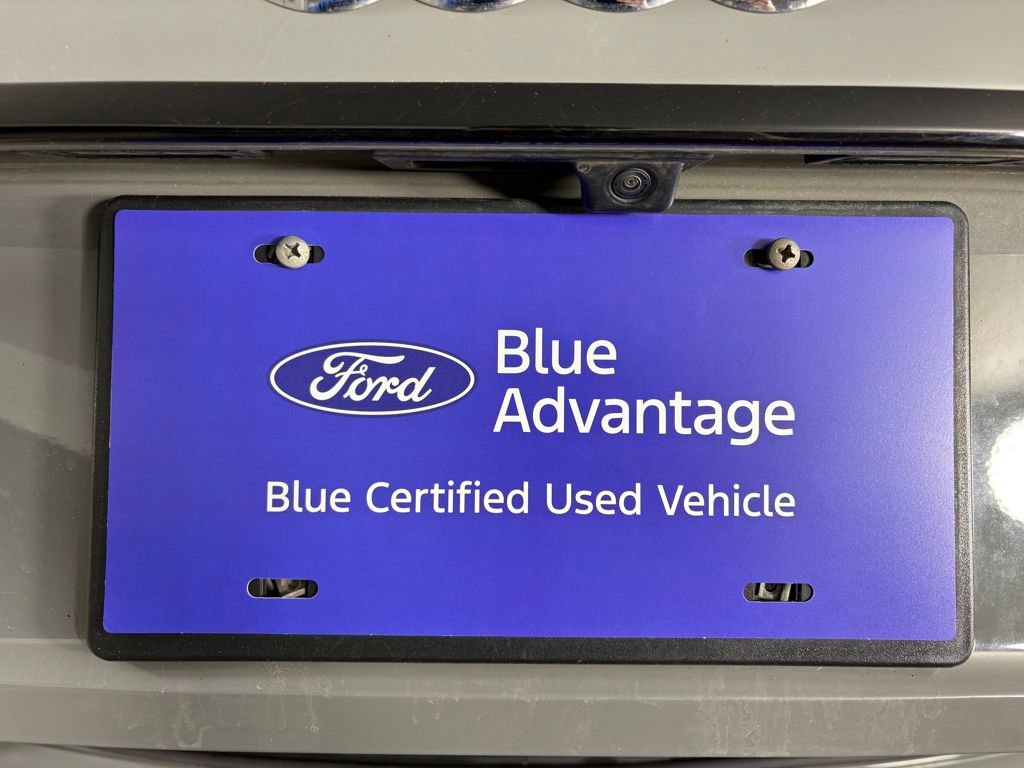 Ford
Blue
Advantage
Blue Certified Used Vehicle